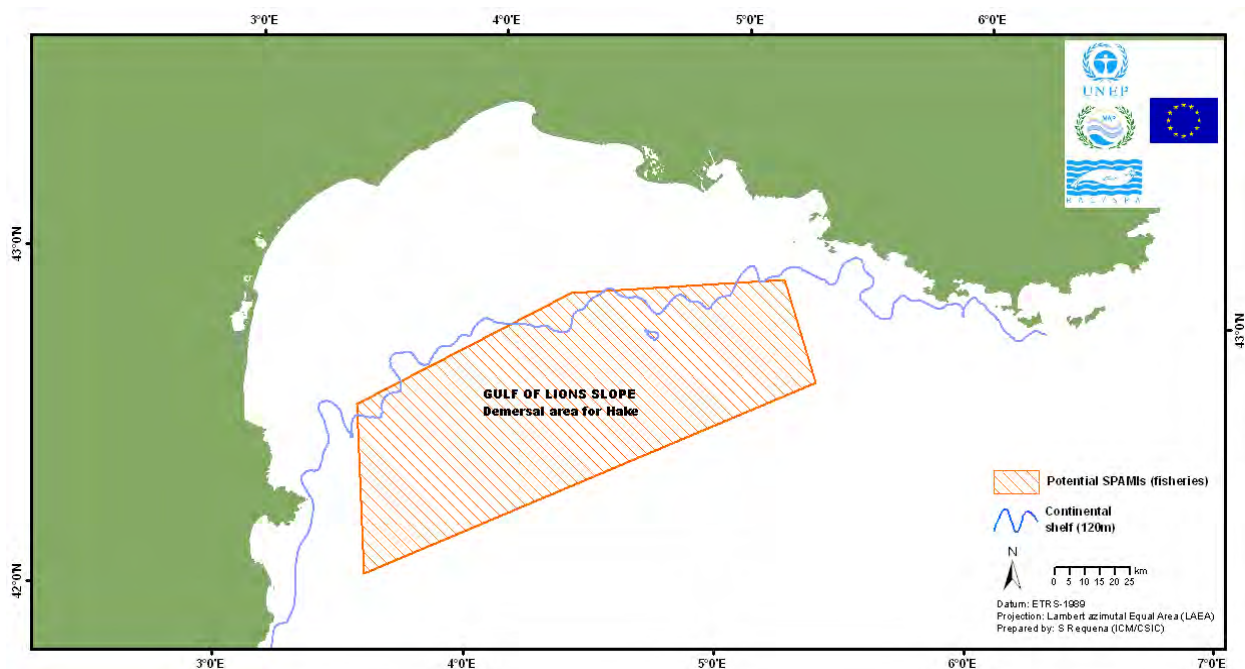 3°0'E 4°0'E 5°0'E 6°0'E
UNEP
MAP
RAC/SPA
43°0'N
43°0'N
GULF OF LIONS SLOPE
Demersal area for Hake
Potential SPAMIs (fisheries)
Continental
shelf (120m)
N
km
0 5 10 15 20 25
42°0'N
Datum: ETRS-1989
Projection: Lambert azimutal Equal Area (LAEA)
Prepared by: S Requena (ICM/CSIC)
3°0'E 4°0'E 5°0'E 6°0'E 7°0'E